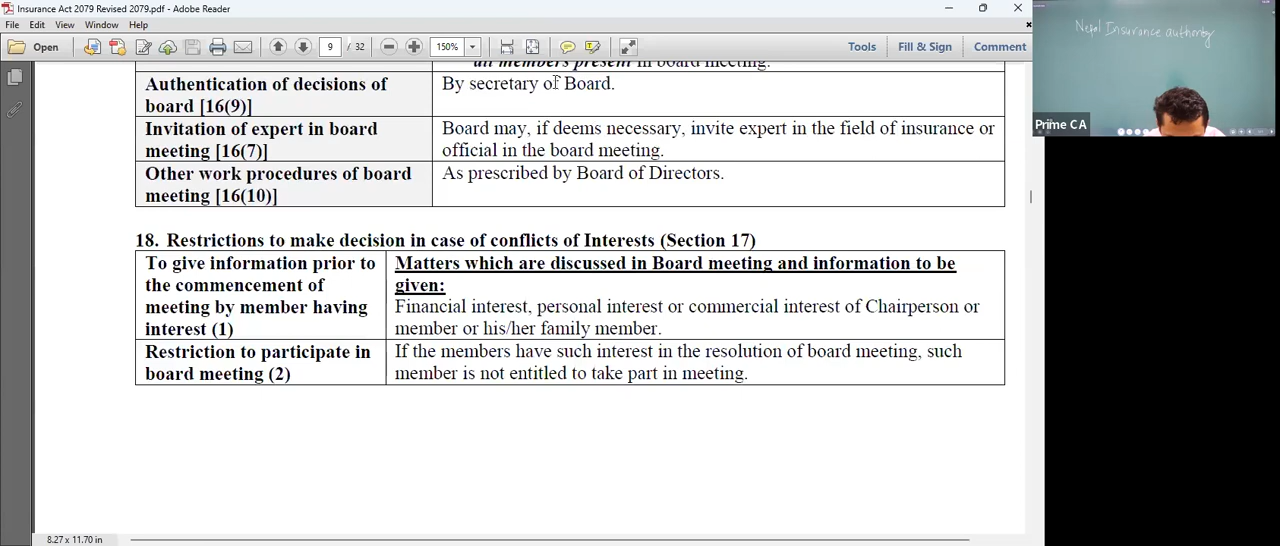 Insurance Act 2079 Revised 2079.pdf - Adobe Reader
File Edit View Window Help
Open 9 / 32 150% Tools Fill & Sign Comment
all members present in board meeting.
Authentication of decisions of board [16(9)]
By secretary of Board.
Invitation of expert in board meeting [16(7)]
Board may, if deems necessary, invite expert in the field of insurance or
official in the board meeting.
Other work procedures of board meeting [16(10)]
As prescribed by Board of Directors.
18. Restrictions to make decision in case of conflicts of Interests (Section 17)
To give information prior to
the commencement of
meeting by member having
interest (1)
Matters which are discussed in Board meeting and information to be
given:
Financial interest, personal interest or commercial interest of Chairperson or
member or his/her family member.
Restriction to participate in
board meeting (2)
If the members have such interest in the resolution of board meeting, such
member is not entitled to take part in meeting.
8.27 x 11.70 in
Nepal Insurance authority
Prime CA